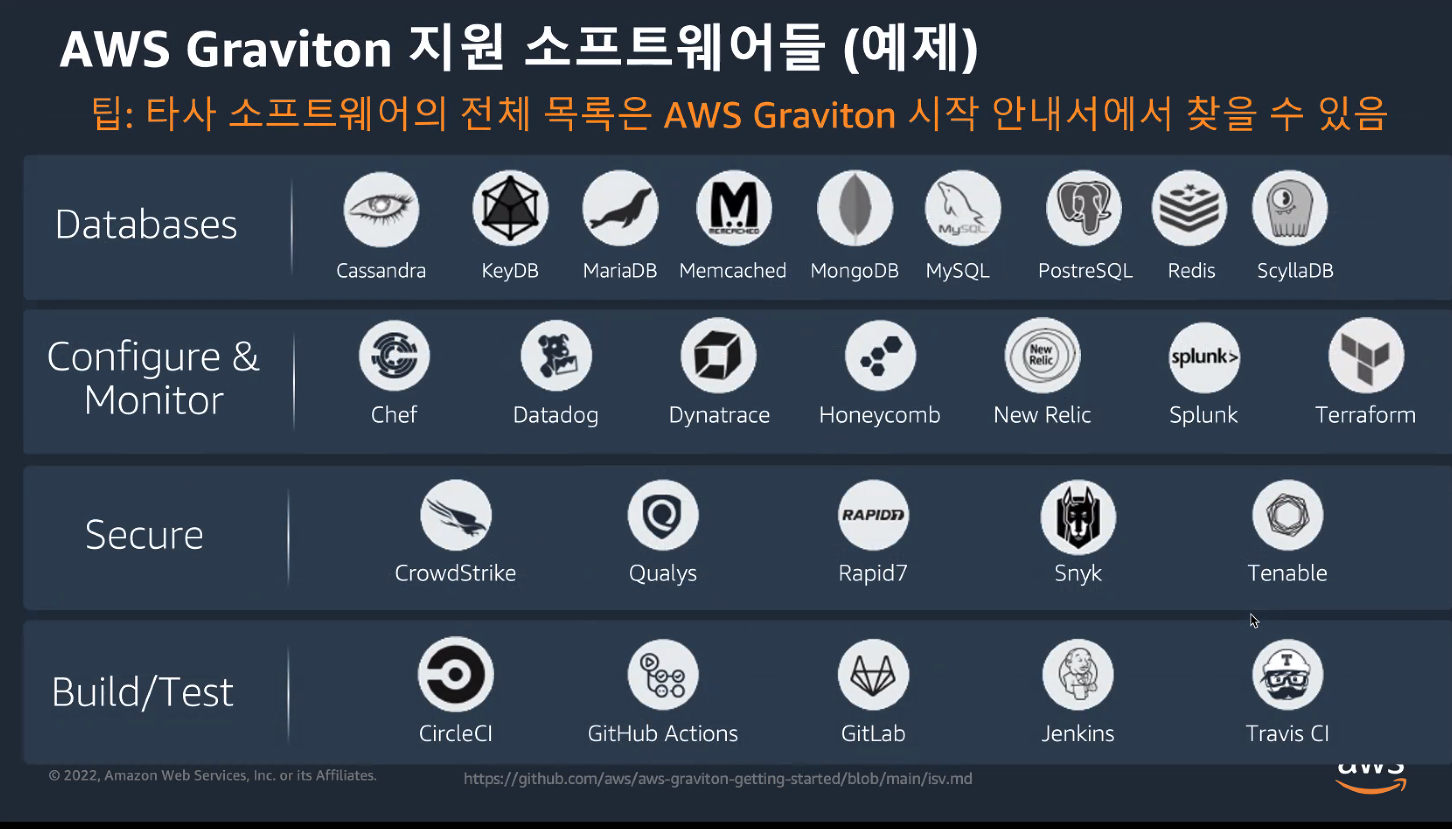 AWS Graviton 지원 소프트웨어들 (예제)
팁: 타사 소프트웨어의 전체 목록은 AWS Graviton 시작 안내서에서 찾을 수 있음
Databases
MEMCACHED
MySQL
Cassandra
KeyDB
MariaDB
Memcached
MongoDB
MySQL
PostreSQL
Redis
ScyllaDB
Configure &
Monitor
New
Relic
splunk>
Chef
Datadog
Dynatrace
Honeycomb
New Relic
Splunk
Terraform
Secure
RAPID7
CrowdStrike
Qualys
Rapid7
Snyk
Tenable
Build/Test
T
CircleCI
GitHub Actions
GitLab
Jenkins
Travis CI
© 2022, Amazon Web Services, Inc. or its Affiliates.
https://github.com/aws/aws-graviton-getting-started/blob/main/isv.md
aws